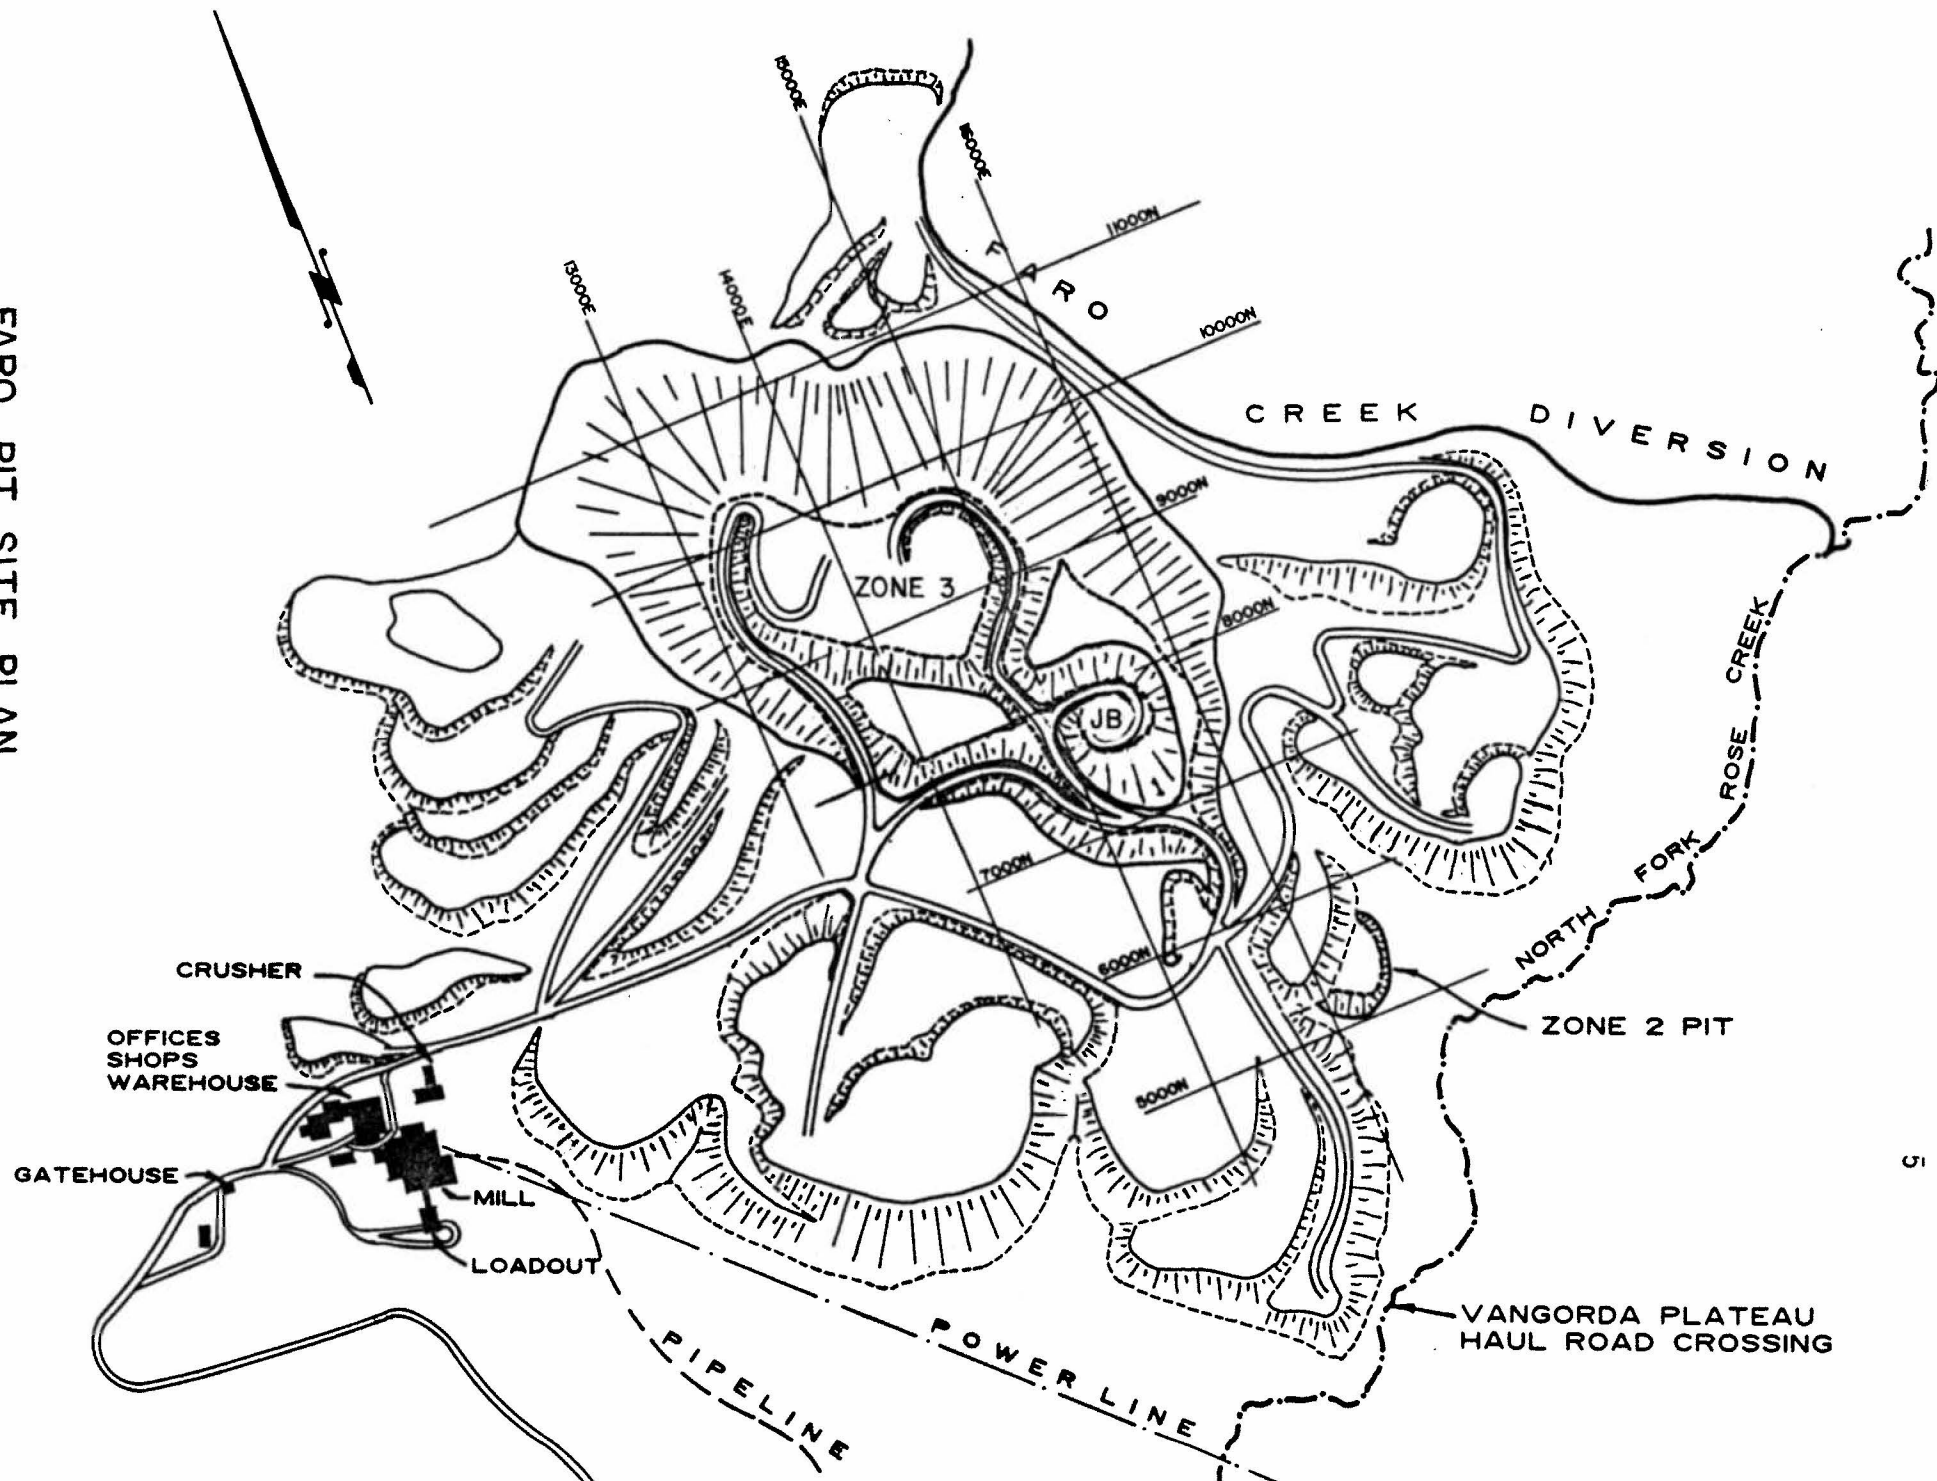 FARO PIT SITE PLAN
15000E
16000E
11000N
13000E
14000E
FARO
10000N
CREEK DIVERSION
9000N
ZONE 3
8000N
JB
ROSE CREEK
7000N
NORTH FORK
6000N
CRUSHER
ZONE 2 PIT
OFFICES
SHOPS
WAREHOUSE
5000N
5
GATEHOUSE
MILL
LOADOUT
VANGORDA PLATEAU
HAUL ROAD CROSSING
PIPELINE
POWERLINE